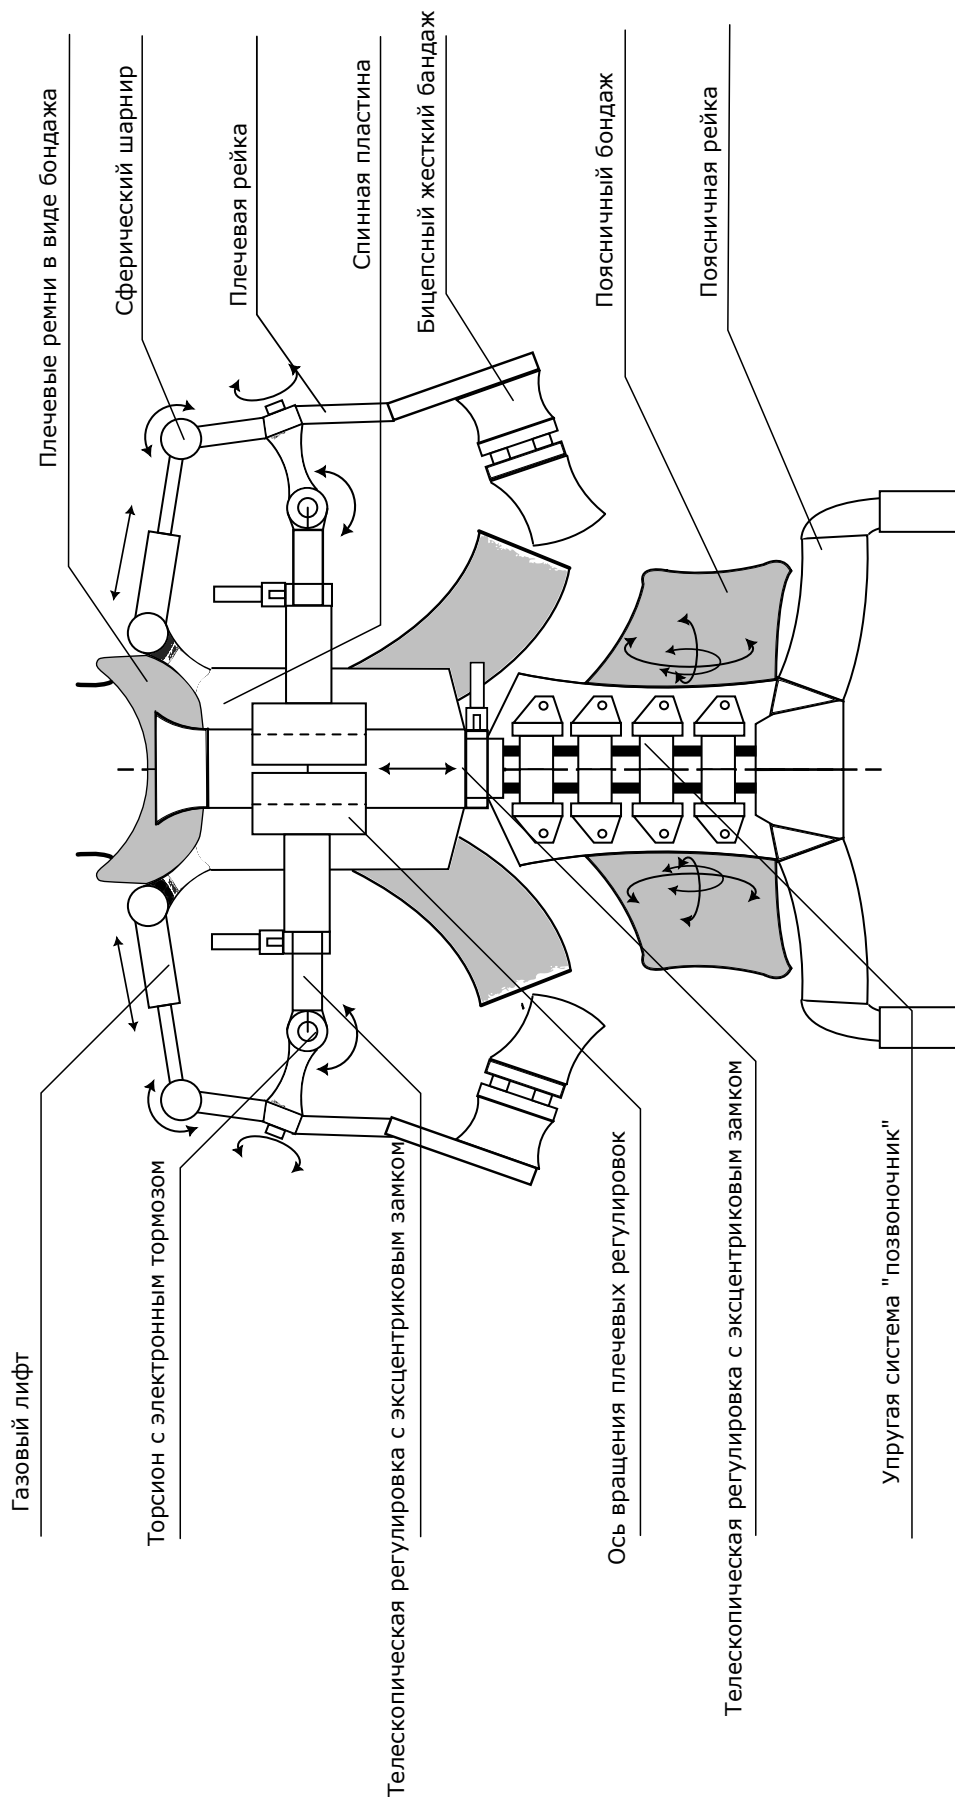 Плечевые ремни в виде бондажа
Сферический шарнир
Плечевая рейка
Спинная пластина
Бицепсный жесткий бандаж
Поясничный бондаж
Поясничная рейка
Газовый лифт
Торсион с электронным тормозом
Телескопическая регулировка с эксцентриковым замком
Ось вращения плечевых регулировок
Телескопическая регулировка с эксцентриковым замком
Упругая система "позвоночник"